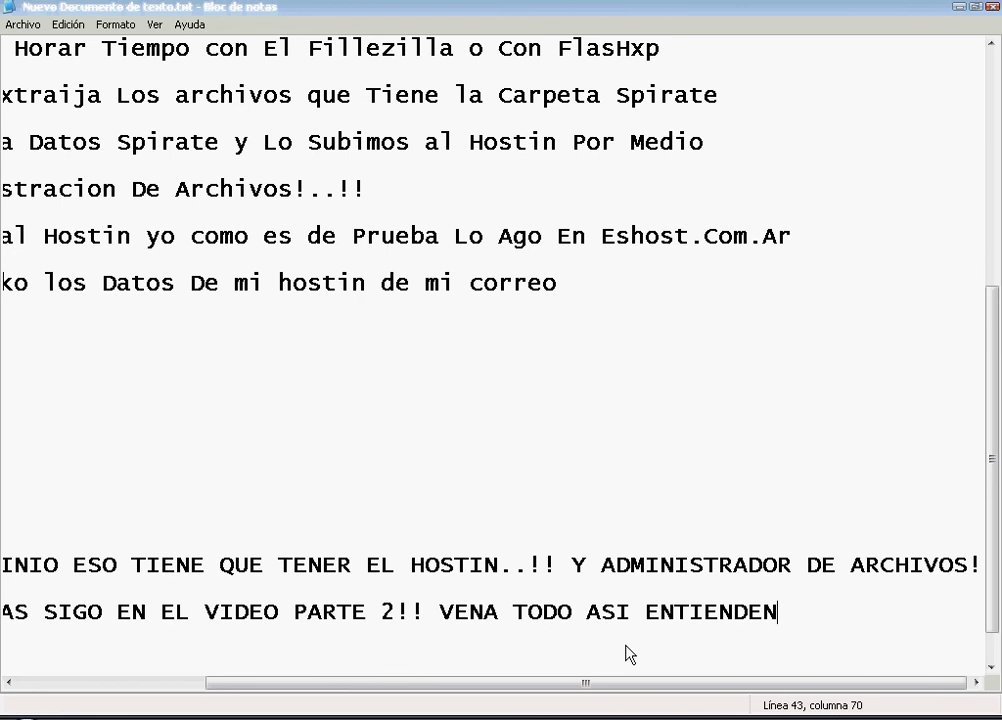 Nuevo Documento de texto.txt - Bloc de notas
Archivo Edición Formato Ver Ayuda
Horar Tiempo con El Fillezilla o Con FlasHxp
xtraija Los archivos que Tiene la Carpeta Spirate
a Datos Spirate y Lo Subimos al Hostin Por Medio
stracion De Archivos!..!!
al Hostin yo como es de Prueba Lo Ago En Eshost.Com.Ar
ko los Datos De mi hostin de mi correo
INIO ESO TIENE QUE TENER EL HOSTIN..!! Y ADMINISTRADOR DE ARCHIVOS!
AS SIGO EN EL VIDEO PARTE 2!! VENA TODO ASI ENTIENDEN
Línea 43, columna 70